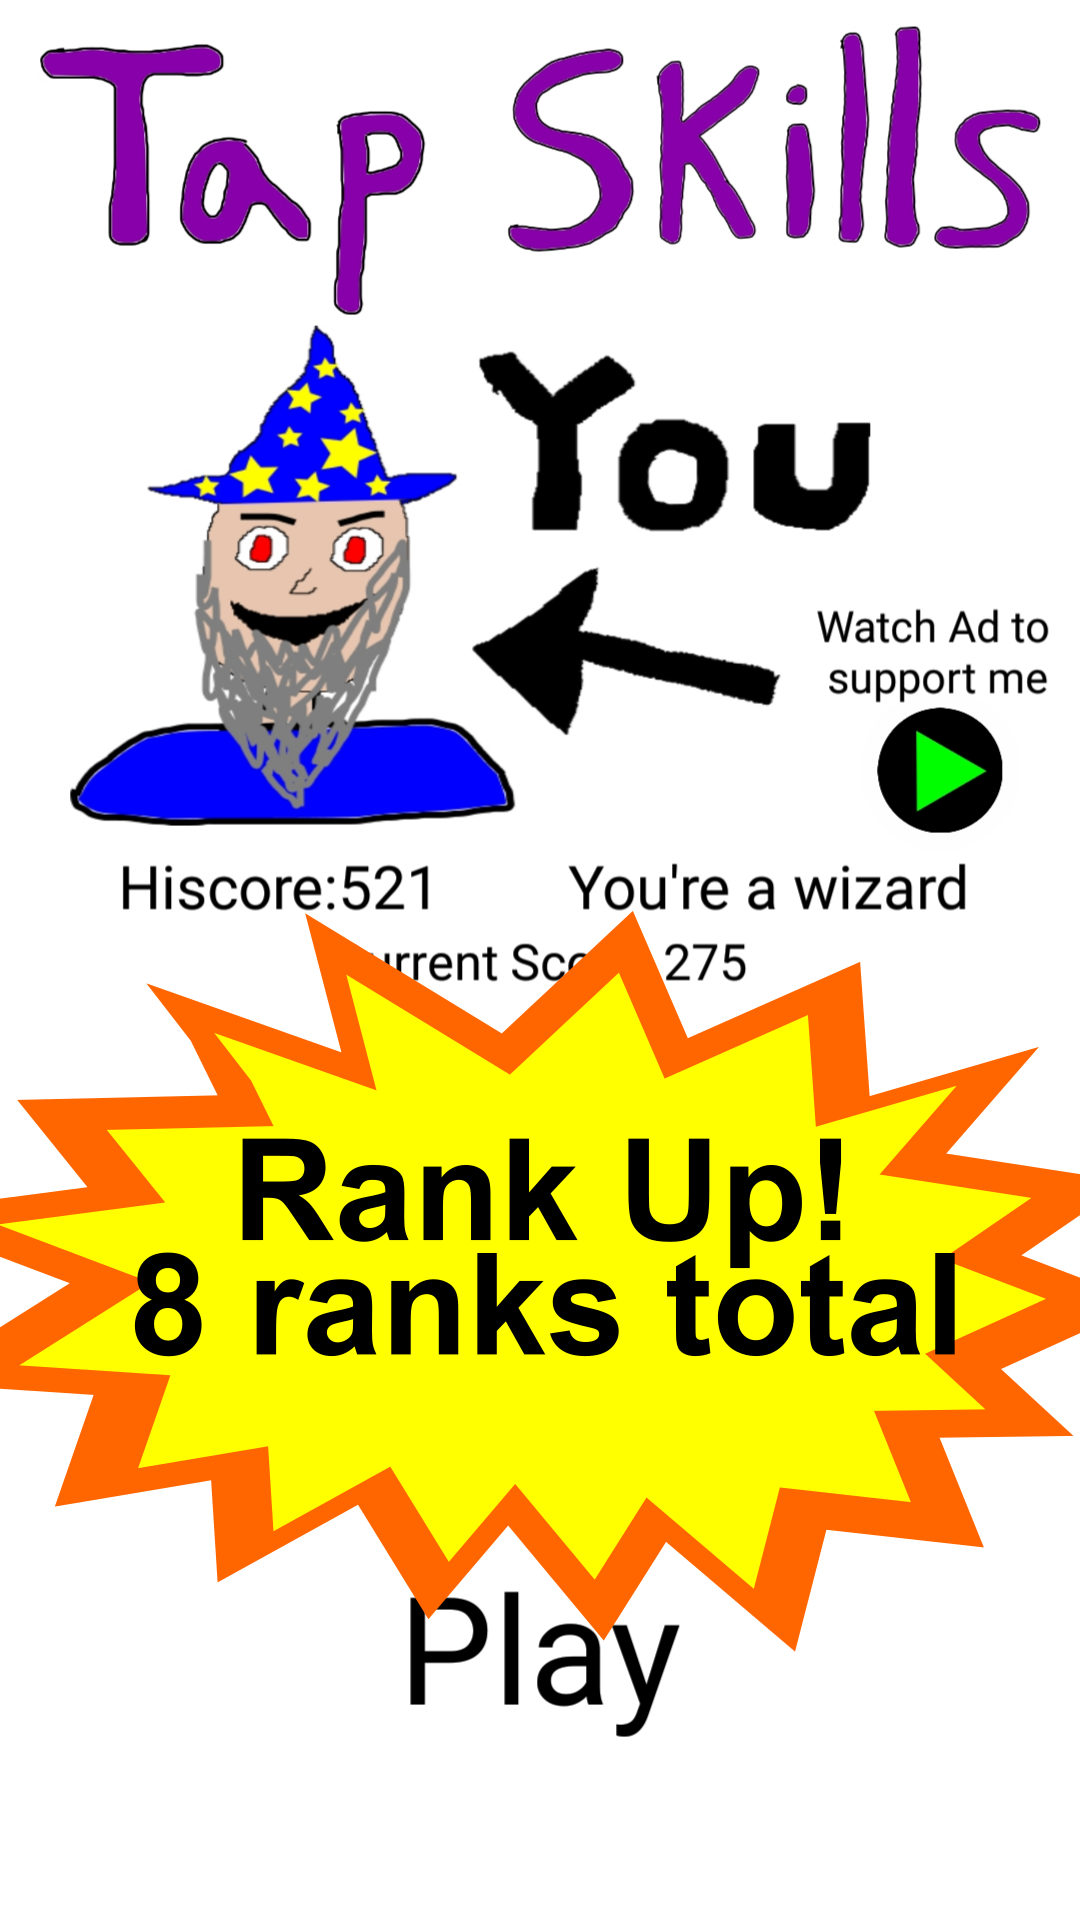 Tap Skills
You
Watch Ad to
support me
Hiscore:521 You're a wizard
275
Rank Up!
8 ranks total
Play